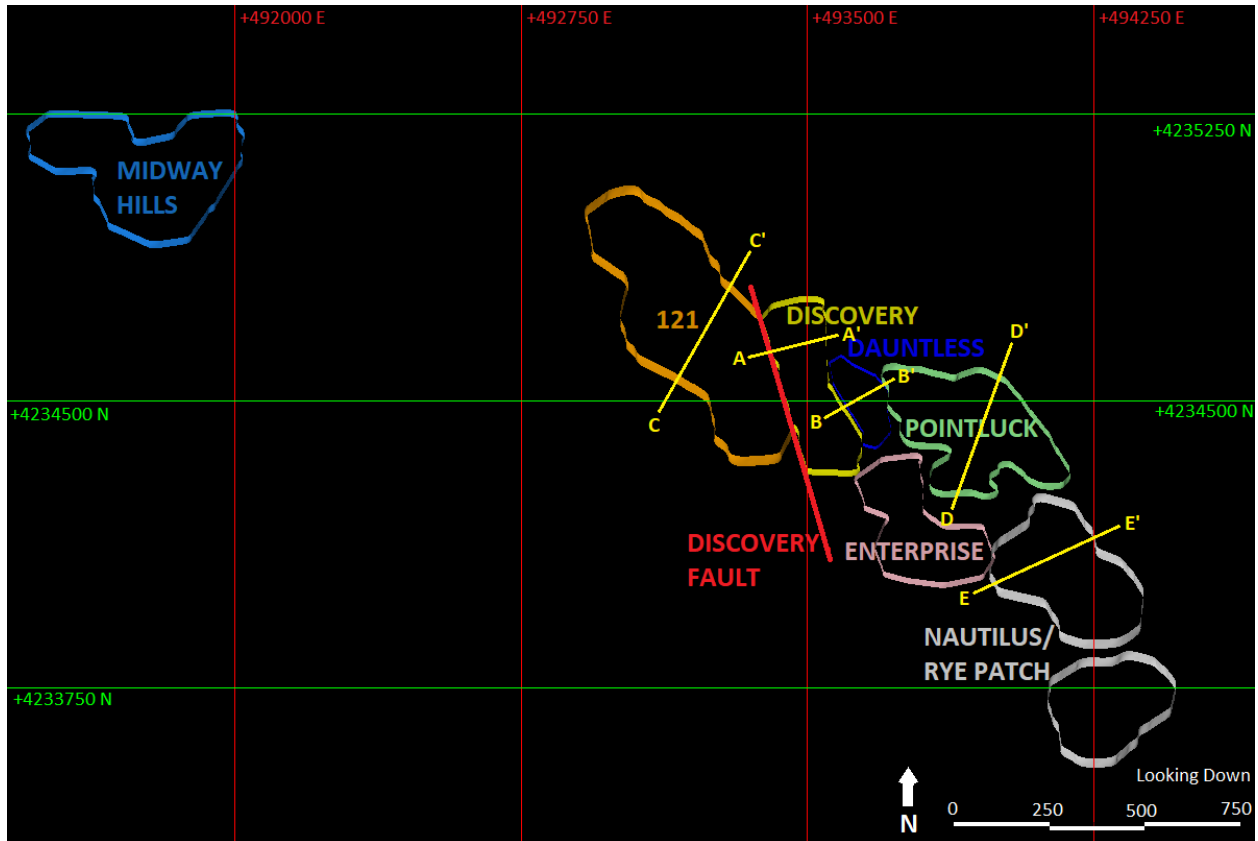 +492000 E
+492750 E
+493500 E
+494250 E
+4235250 N
MIDWAY
HILLS
C'
121
DISCOVERY
A'
A
DAUNTLESS
D'
B'
B
C
+4234500 N
+4234500 N
POINTLUCK
D
E'
DISCOVERY
FAULT
ENTERPRISE
E
NAUTILUS/
RYE PATCH
+4233750 N
Looking Down
0 250 500 750
N